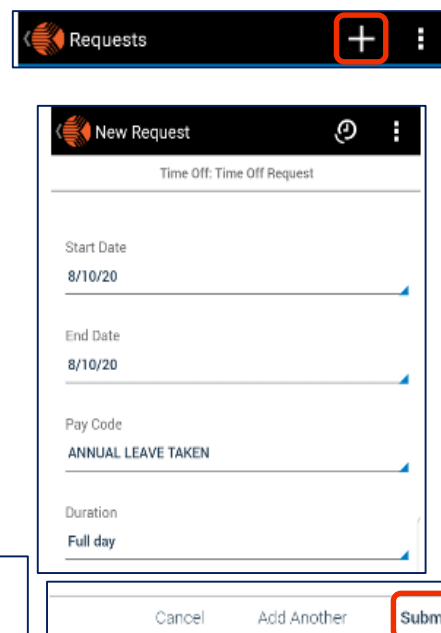 Requests
New Request
Time Off: Time Off Request
Start Date
8/10/20
End Date
8/10/20
Pay Code
ANNUAL LEAVE TAKEN
Duration
Full day
Cancel Add Another Subm